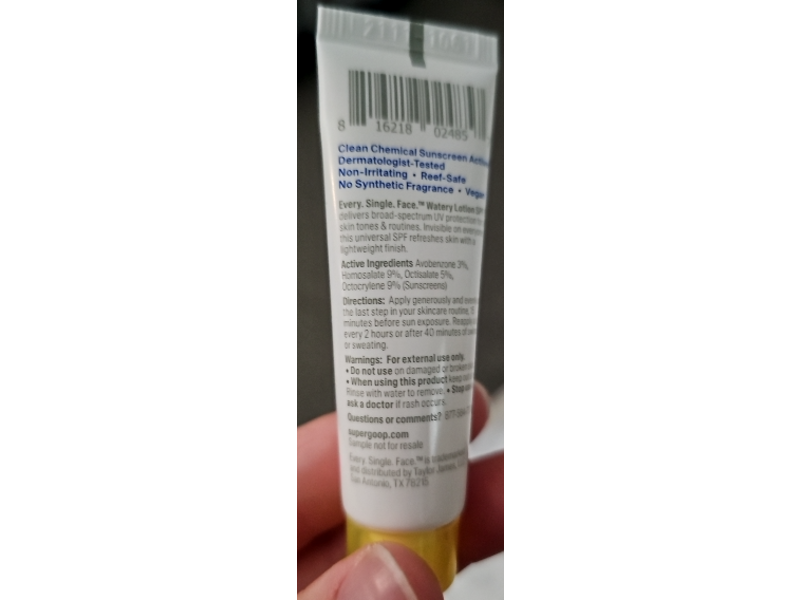 8 16218 02485
Clean Chemical Sunscreen
Dermatologist-Tested
Non-Irritating • Reef-Safe
No Synthetic Fragrance • Vegan
Every. Single. Face.™ Watery Lotion
delivers broad-spectrum UV protection
skin tones & routines. Invisible on
this universal SPF refreshes skin with a
lightweight finish.
Active Ingredients Avobenzone 3%,
Homosalate 9%, Octisalate 5%,
Octocrylene 9% (Sunscreens)
Directions: Apply generously and
the last step in your skincare routine, 15
minutes before sun exposure. Reapply
every 2 hours or after 40 minutes of
or sweating.
Warnings: For external use only.
• Do not use on damaged or broken
• When using this product keep
Rinse with water to remove. • Stop
ask a doctor if rash occurs.
Questions or comments?
supergoop.com
Sample not for resale
Every. Single. Face.™ is
and distributed by Taylor James,
San Antonio, TX 78215